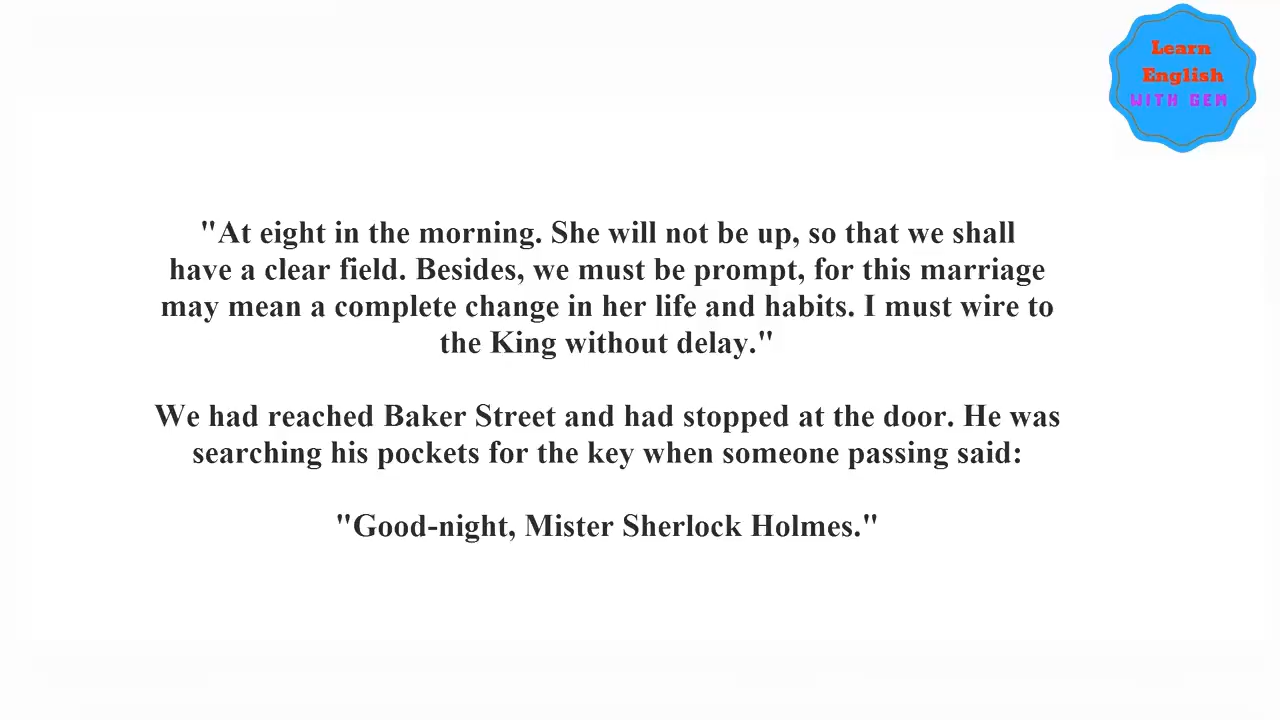 Learn
English
WITH GEM
"At eight in the morning. She will not be up, so that we shall
have a clear field. Besides, we must be prompt, for this marriage
may mean a complete change in her life and habits. I must wire to
the King without delay."
We had reached Baker Street and had stopped at the door. He was
searching his pockets for the key when someone passing said:
"Good-night, Mister Sherlock Holmes."